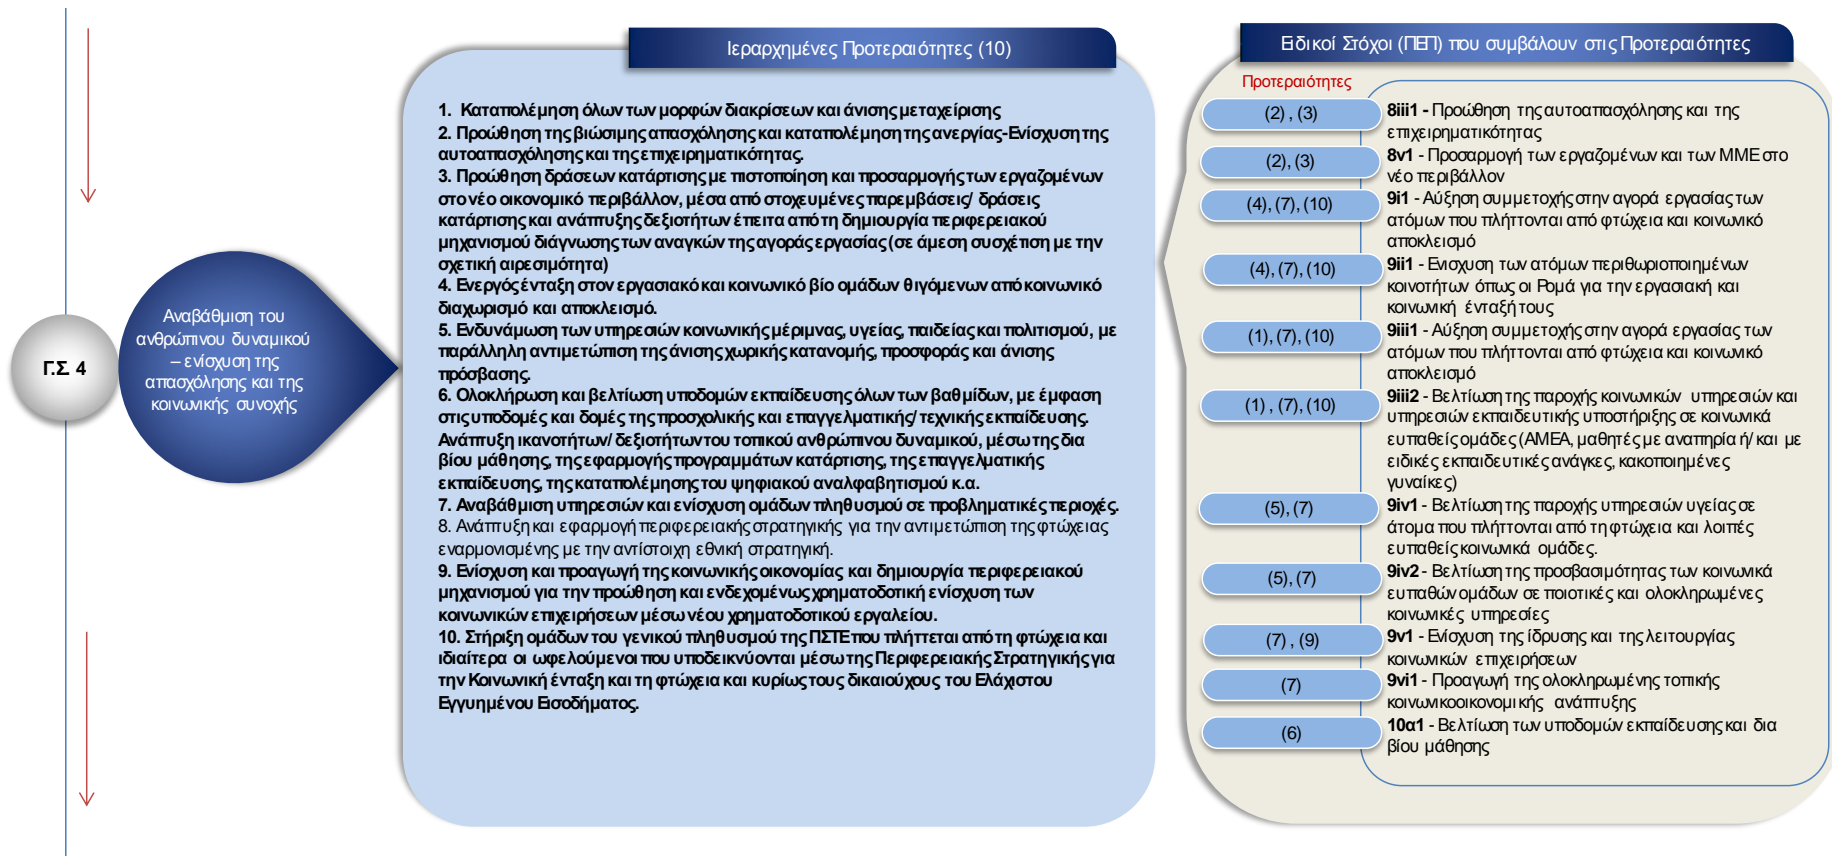 Γ.Σ. 4
Αναβάθμιση του
ανθρώπινου δυναμικού
– ενίσχυση της
απασχόλησης και της
κοινωνικής συνοχής
Ιεραρχημένες Προτεραιότητες (10)
1. Καταπολέμηση όλων των μορφών διακρίσεων και άνισης μεταχείρισης
2. Προώθηση της βιώσιμης απασχόλησης και καταπολέμηση της ανεργίας-Ενίσχυση της
αυτοαπασχόλησης και της επιχειρηματικότητας.
3. Προώθηση δράσεων κατάρτισης με πιστοποίηση και προσαρμογής των εργαζομένων
στο νέο οικονομικό περιβάλλον, μέσα από στοχευμένες παρεμβάσεις/ δράσεις
κατάρτισης και ανάπτυξης δεξιοτήτων έπειτα από τη δημιουργία περιφερειακού
μηχανισμού διάγνωσης των αναγκών της αγοράς εργασίας (σε άμεση συσχέτιση με την
σχετική αιρεσιμότητα)
4. Ενεργός ένταξη στον εργασιακό και κοινωνικό βίο ομάδων θιγόμενων από κοινωνικό
διαχωρισμό και αποκλεισμό.
5. Ενδυνάμωση των υπηρεσιών κοινωνικής μέριμνας, υγείας, παιδείας και πολιτισμού, με
παράλληλη αντιμετώπιση της άνισης χωρικής κατανομής, προσφοράς και άνισης
πρόσβασης.
6. Ολοκλήρωση και βελτίωση υποδομών εκπαίδευσης όλων των βαθμίδων, με έμφαση
στις υποδομές και δομές της προσχολικής και επαγγελματικής/ τεχνικής εκπαίδευσης.
Ανάπτυξη ικανοτήτων/ δεξιοτήτων του τοπικού ανθρώπινου δυναμικού, μέσω της δια
βίου μάθησης, της εφαρμογής προγραμμάτων κατάρτισης, της επαγγελματικής
εκπαίδευσης, της καταπολέμησης του ψηφιακού αναλφαβητισμού κ.α.
7. Αναβάθμιση υπηρεσιών και ενίσχυση ομάδων πληθυσμού σε προβληματικές περιοχές.
8. Ανάπτυξη και εφαρμογή περιφερειακής στρατηγικής για την αντιμετώπιση της φτώχειας
εναρμονισμένης με την αντίστοιχη εθνική στρατηγική.
9. Ενίσχυση και προαγωγή της κοινωνικής οικονομίας και δημιουργία περιφερειακού
μηχανισμού για την προώθηση και ενδεχομένως χρηματοδοτική ενίσχυση των
κοινωνικών επιχειρήσεων μέσω νέου χρηματοδοτικού εργαλείου.
10. Στήριξη ομάδων του γενικού πληθυσμού της ΠΣΤΕ που πλήττεται από τη φτώχεια και
ιδιαίτερα οι ωφελούμενοι που υποδεικνύονται μέσω της Περιφερειακής Στρατηγικής για
την Κοινωνική ένταξη και τη φτώχεια και κυρίως τους δικαιούχους του Ελάχιστου
Εγγυημένου Εισοδήματος.
Ειδικοί Στόχοι (ΠΕΠ) που συμβάλουν στις Προτεραιότητες
Προτεραιότητες
(2) , (3)
8iii1 - Προώθηση της αυτοαπασχόλησης και της
επιχειρηματικότητας
(2), (3)
8v1 - Προσαρμογή των εργαζομένων και των ΜΜΕ στο
νέο περιβάλλον
(4), (7), (10)
9i1 - Αύξηση συμμετοχής στην αγορά εργασίας των
ατόμων που πλήττονται από φτώχεια και κοινωνικό
αποκλεισμό
(4), (7), (10)
9ii1 - Ενισχυση των ατόμων περιθωριοποιημένων
κοινοτήτων όπως οι Ρομά για την εργασιακή και
κοινωνική ένταξή τους
(1), (7), (10)
9iii1 - Αύξηση συμμετοχής στην αγορά εργασίας των
ατόμων που πλήττονται από φτώχεια και κοινωνικό
αποκλεισμό
(1) , (7), (10)
9iii2 - Βελτίωση της παροχής κοινωνικών υπηρεσιών και
υπηρεσιών εκπαιδευτικής υποστήριξης σε κοινωνικά
ευπαθείς ομάδες (ΑΜΕΑ, μαθητές με αναπηρία ή/ και με
ειδικές εκπαιδευτικές ανάγκες, κακοποιημένες
γυναίκες)
(5), (7)
9iv1 - Βελτίωση της παροχής υπηρεσιών υγείας σε
άτομα που πλήττονται από τη φτώχεια και λοιπές
ευπαθείς κοινωνικά ομάδες.
(5), (7)
9iv2 - Βελτίωση της προσβασιμότητας των κοινωνικά
ευπαθών ομάδων σε ποιοτικές και ολοκληρωμένες
κοινωνικές υπηρεσίες
(7) , (9)
9v1 - Ενίσχυση της ίδρυσης και της λειτουργίας
κοινωνικών επιχειρήσεων
(7)
9vi1 - Προαγωγή της ολοκληρωμένης τοπικής
κοινωνικοοικονομικής ανάπτυξης
(6)
10α1 - Βελτίωση των υποδομών εκπαίδευσης και δια
βίου μάθησης